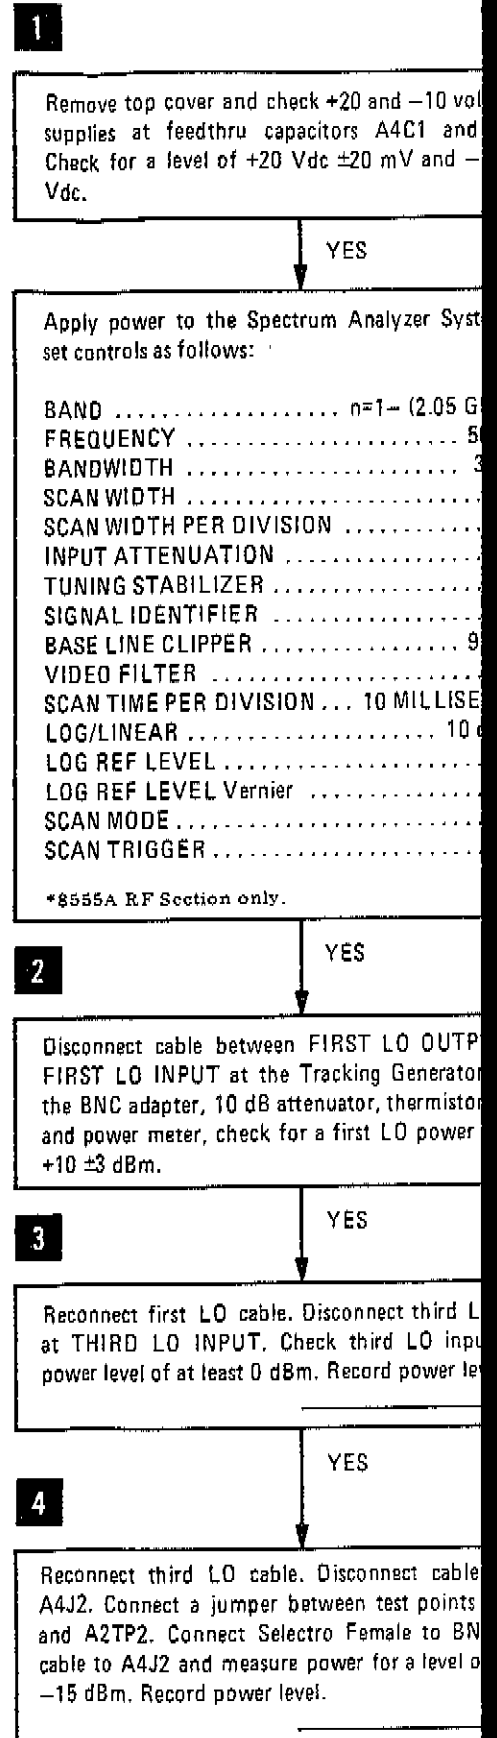 1
Remove top cover and check +20 and −10
supplies at feedthru capacitors A4C1 and
Check for a level of +20 Vdc ±20 mV and −
Vdc.
YES
Apply power to the Spectrum Analyzer
set controls as follows:
BAND .................... n=1− (2.05
FREQUENCY .........................
BANDWIDTH .........................
SCAN WIDTH .........................
SCAN WIDTH PER DIVISION ............
INPUT ATTENUATION .................
TUNING STABILIZER ..................
SIGNAL IDENTIFIER ..................
BASE LINE CLIPPER ................. 9
VIDEO FILTER .......................
SCAN TIME PER DIVISION ... 10
LOG/LINEAR ...................... 10
LOG REF LEVEL ......................
LOG REF LEVEL Vernier ..............
SCAN MODE .........................
SCAN TRIGGER .......................
*8555A RF Section only.
YES
2
Disconnect cable between FIRST LO
FIRST LO INPUT at the Tracking Generator
the BNC adapter, 10 dB attenuator, thermistor
and power meter, check for a first LO power
+10 ±3 dBm.
YES
3
Reconnect first LO cable. Disconnect third
at THIRD LO INPUT. Check third LO
power level of at least 0 dBm. Record power
YES
4
Reconnect third LO cable. Disconnect cable
A4J2. Connect a jumper between test points
and A2TP2. Connect Selectro Female to
cable to A4J2 and measure power for a level
−15 dBm. Record power level.